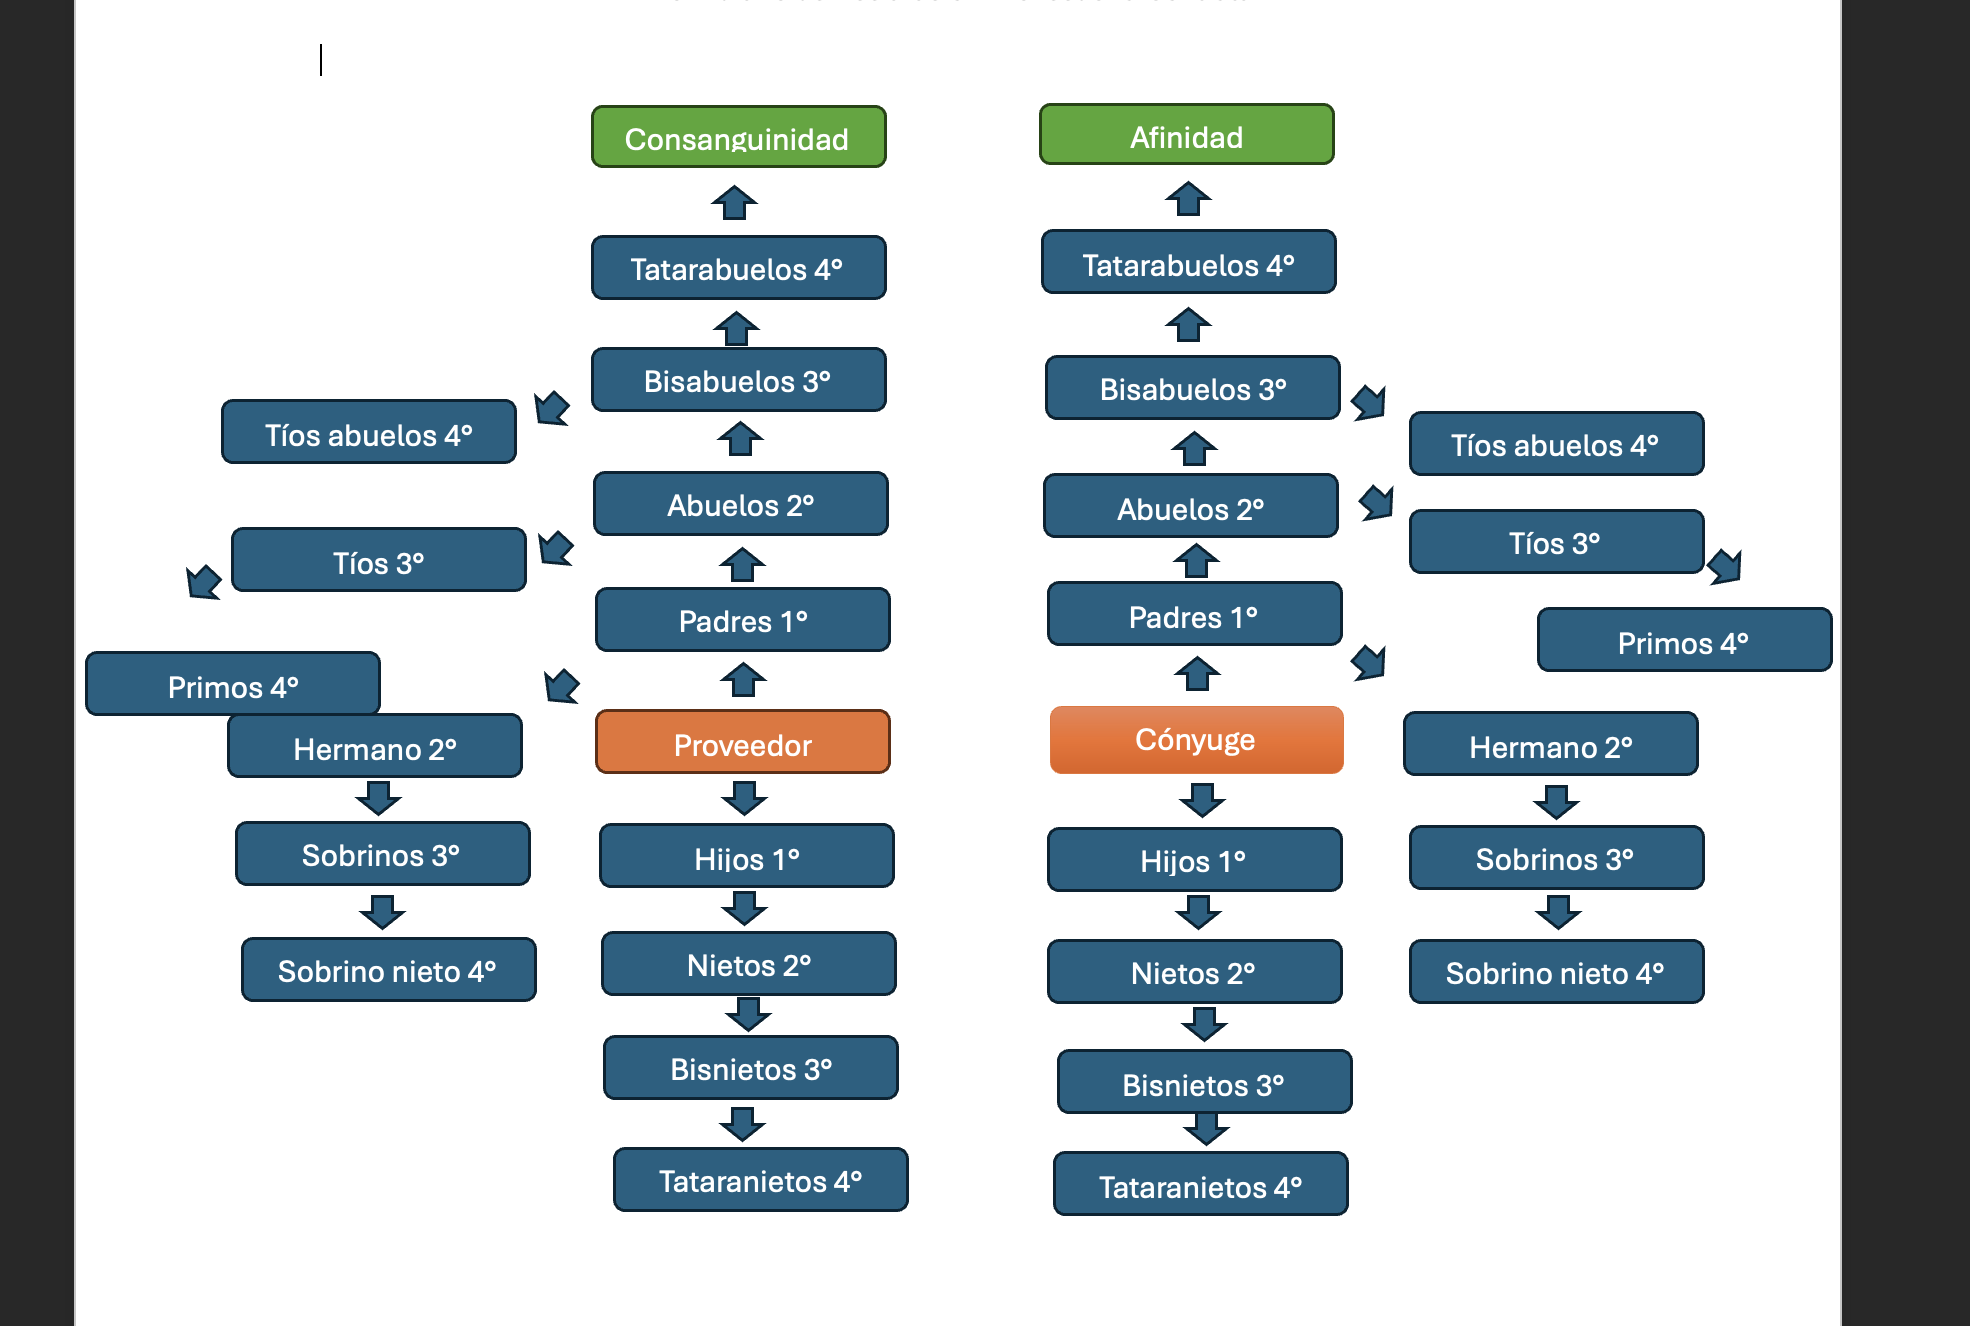 Consanguinidad
Tatarabuelos 4°
Bisabuelos 3°
Tíos abuelos 4°
Abuelos 2°
Tíos 3°
Padres 1°
Primos 4°
Hermano 2°
Proveedor
Sobrinos 3°
Hijos 1°
Sobrino nieto 4°
Nietos 2°
Bisnietos 3°
Tataranietos 4°
Afinidad
Tatarabuelos 4°
Bisabuelos 3°
Tíos abuelos 4°
Abuelos 2°
Tíos 3°
Padres 1°
Primos 4°
Cónyuge
Hermano 2°
Hijos 1°
Sobrinos 3°
Nietos 2°
Sobrino nieto 4°
Bisnietos 3°
Tataranietos 4°